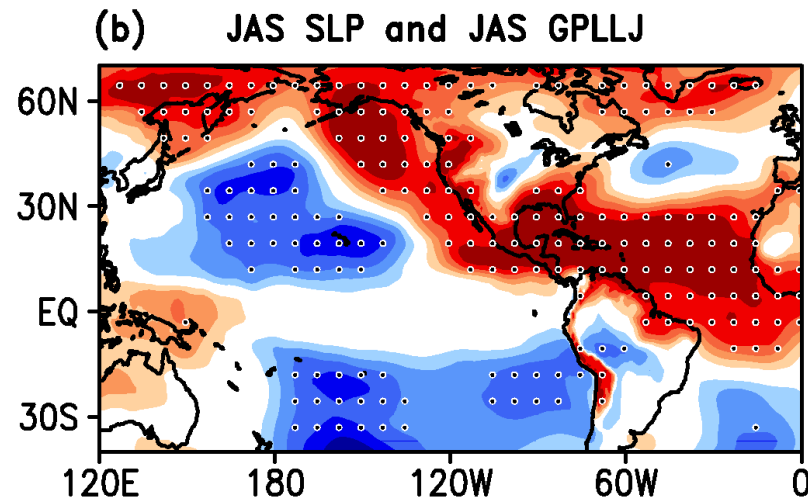 (b) JAS SLP and JAS GPLLJ
60N
30N
EQ
30S
120E 180 120W 60W 0